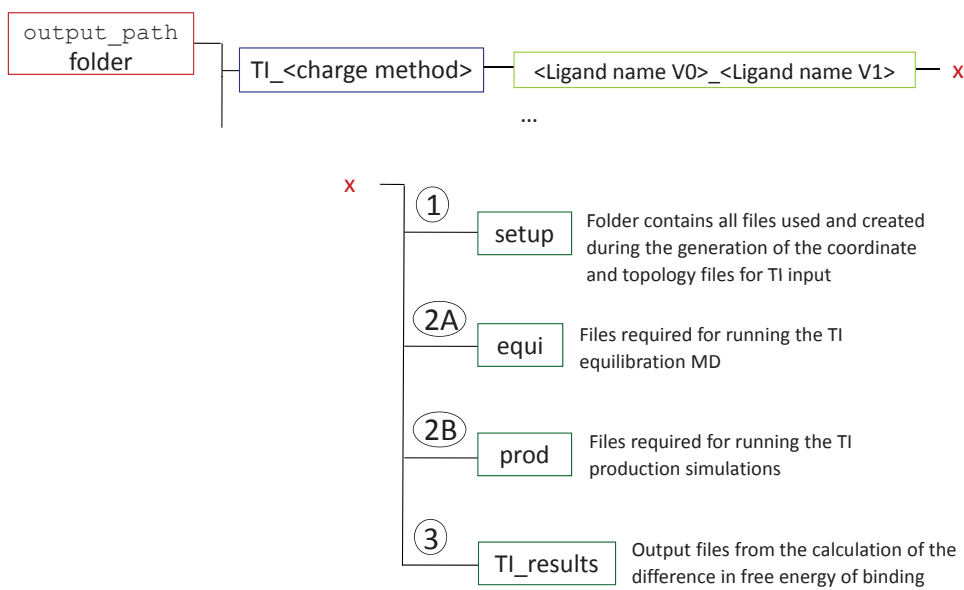 output_path
folder
TI_<charge method>
<Ligand name V0>_<Ligand name V1>
x
...
x
1
setup
Folder contains all files used and created
during the generation of the coordinate
and topology files for TI input
2A
equi
Files required for running the TI
equilibration MD
2B
prod
Files required for running the TI
production simulations
3
TI_results
Output files from the calculation of the
difference in free energy of binding